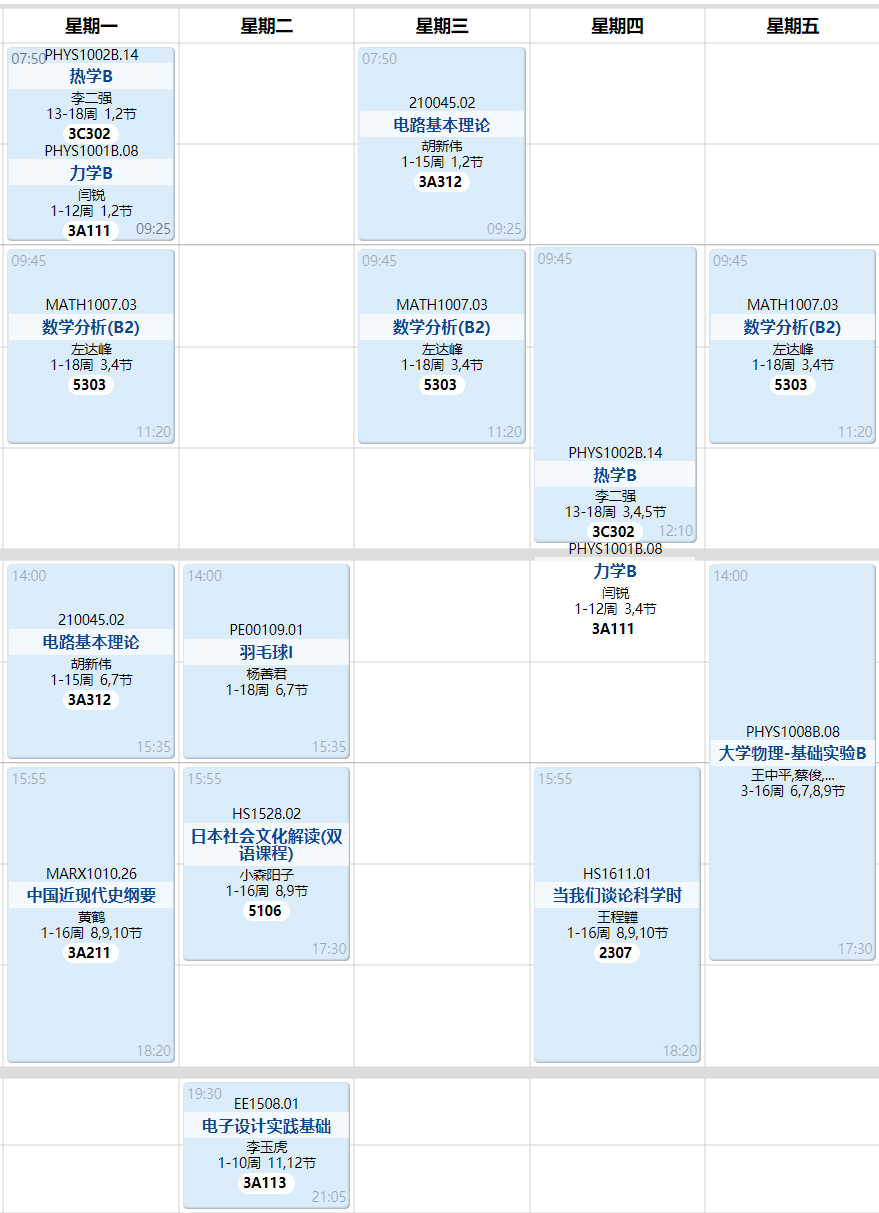 星期一
星期二
星期三
星期四
星期五
07:50
PHYS1002B.14
热学B
李二强
13-18周 1,2节
3C302
PHYS1001B.08
力学B
闫锐
1-12周 1,2节
3A111
09:25
07:50
210045.02
电路基本理论
胡新伟
1-15周 1,2节
3A312
09:25
09:45
MATH1007.03
数学分析(B2)
左达峰
1-18周 3,4节
5303
11:20
09:45
MATH1007.03
数学分析(B2)
左达峰
1-18周 3,4节
5303
11:20
09:45
PHYS1002B.14
热学B
李二强
13-18周 3,4,5节
3C302
12:10
PHYS1001B.08
力学B
闫锐
1-12周 3,4节
3A111
09:45
MATH1007.03
数学分析(B2)
左达峰
1-18周 3,4节
5303
11:20
14:00
210045.02
电路基本理论
胡新伟
1-15周 6,7节
3A312
15:35
14:00
PE00109.01
羽毛球I
杨善君
1-18周 6,7节
15:35
14:00
PHYS1008B.08
大学物理-基础实验B
王中平,蔡俊,...
3-16周 6,7,8,9节
17:30
15:55
MARX1010.26
中国近现代史纲要
黄鹤
1-16周 8,9,10节
3A211
18:20
15:55
HS1528.02
日本社会文化解读(双
语课程)
小森阳子
1-16周 8,9节
5106
17:30
15:55
HS1611.01
当我们谈论科学时
王程韡
1-16周 8,9,10节
2307
18:20
19:30
EE1508.01
电子设计实践基础
李玉虎
1-10周 11,12节
3A113
21:05